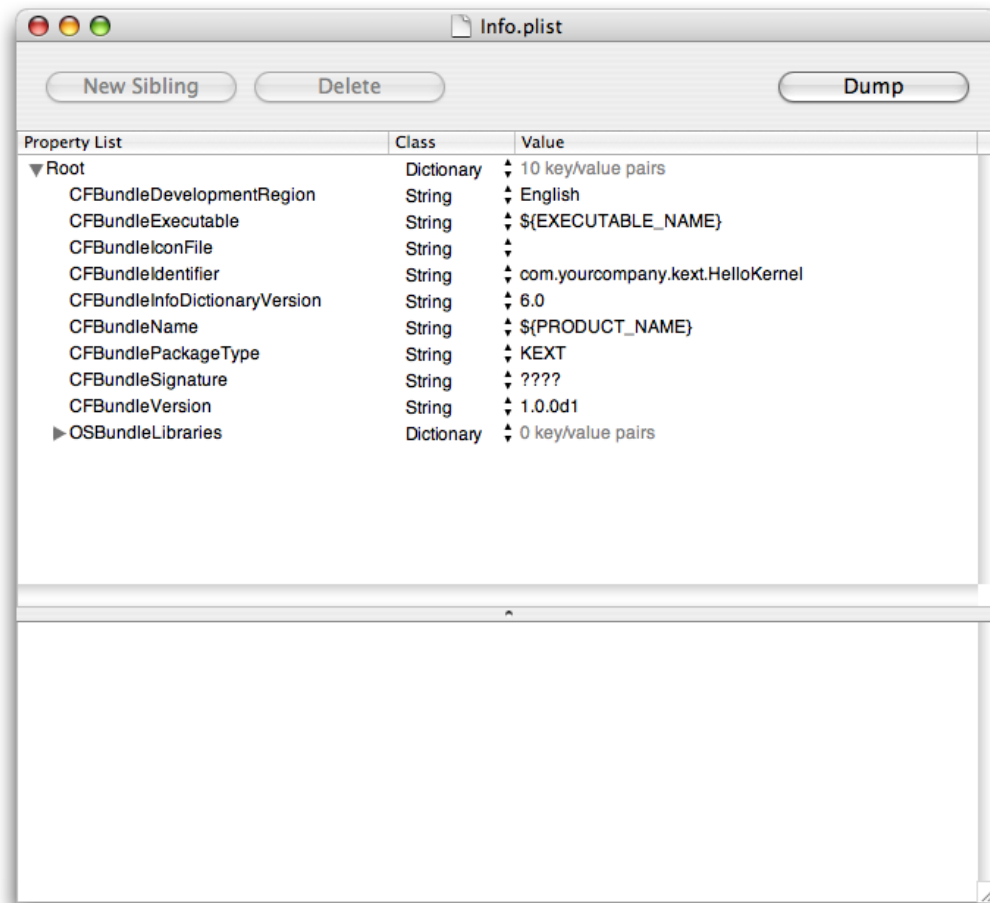 Info.plist
New Sibling Delete Dump
Property List Class Value
Root Dictionary 10 key/value pairs
CFBundleDevelopmentRegion String English
CFBundleExecutable String ${EXECUTABLE_NAME}
CFBundleIconFile String
CFBundleIdentifier String com.yourcompany.kext.HelloKernel
CFBundleInfoDictionaryVersion String 6.0
CFBundleName String ${PRODUCT_NAME}
CFBundlePackageType String KEXT
CFBundleSignature String ????
CFBundleVersion String 1.0.0d1
OSBundleLibraries Dictionary 0 key/value pairs